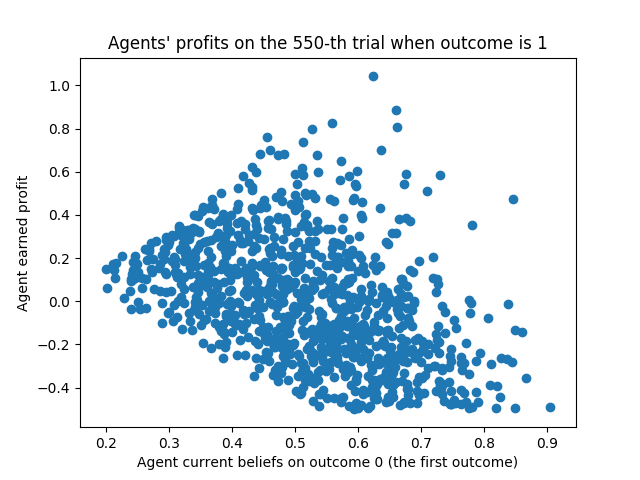 Agents' profits on the 550-th trial when outcome is 1
Agent earned profit
1.0
0.8
0.6
0.4
0.2
0.0
−0.2
−0.4
0.2 0.3 0.4 0.5 0.6 0.7 0.8 0.9
Agent current beliefs on outcome 0 (the first outcome)